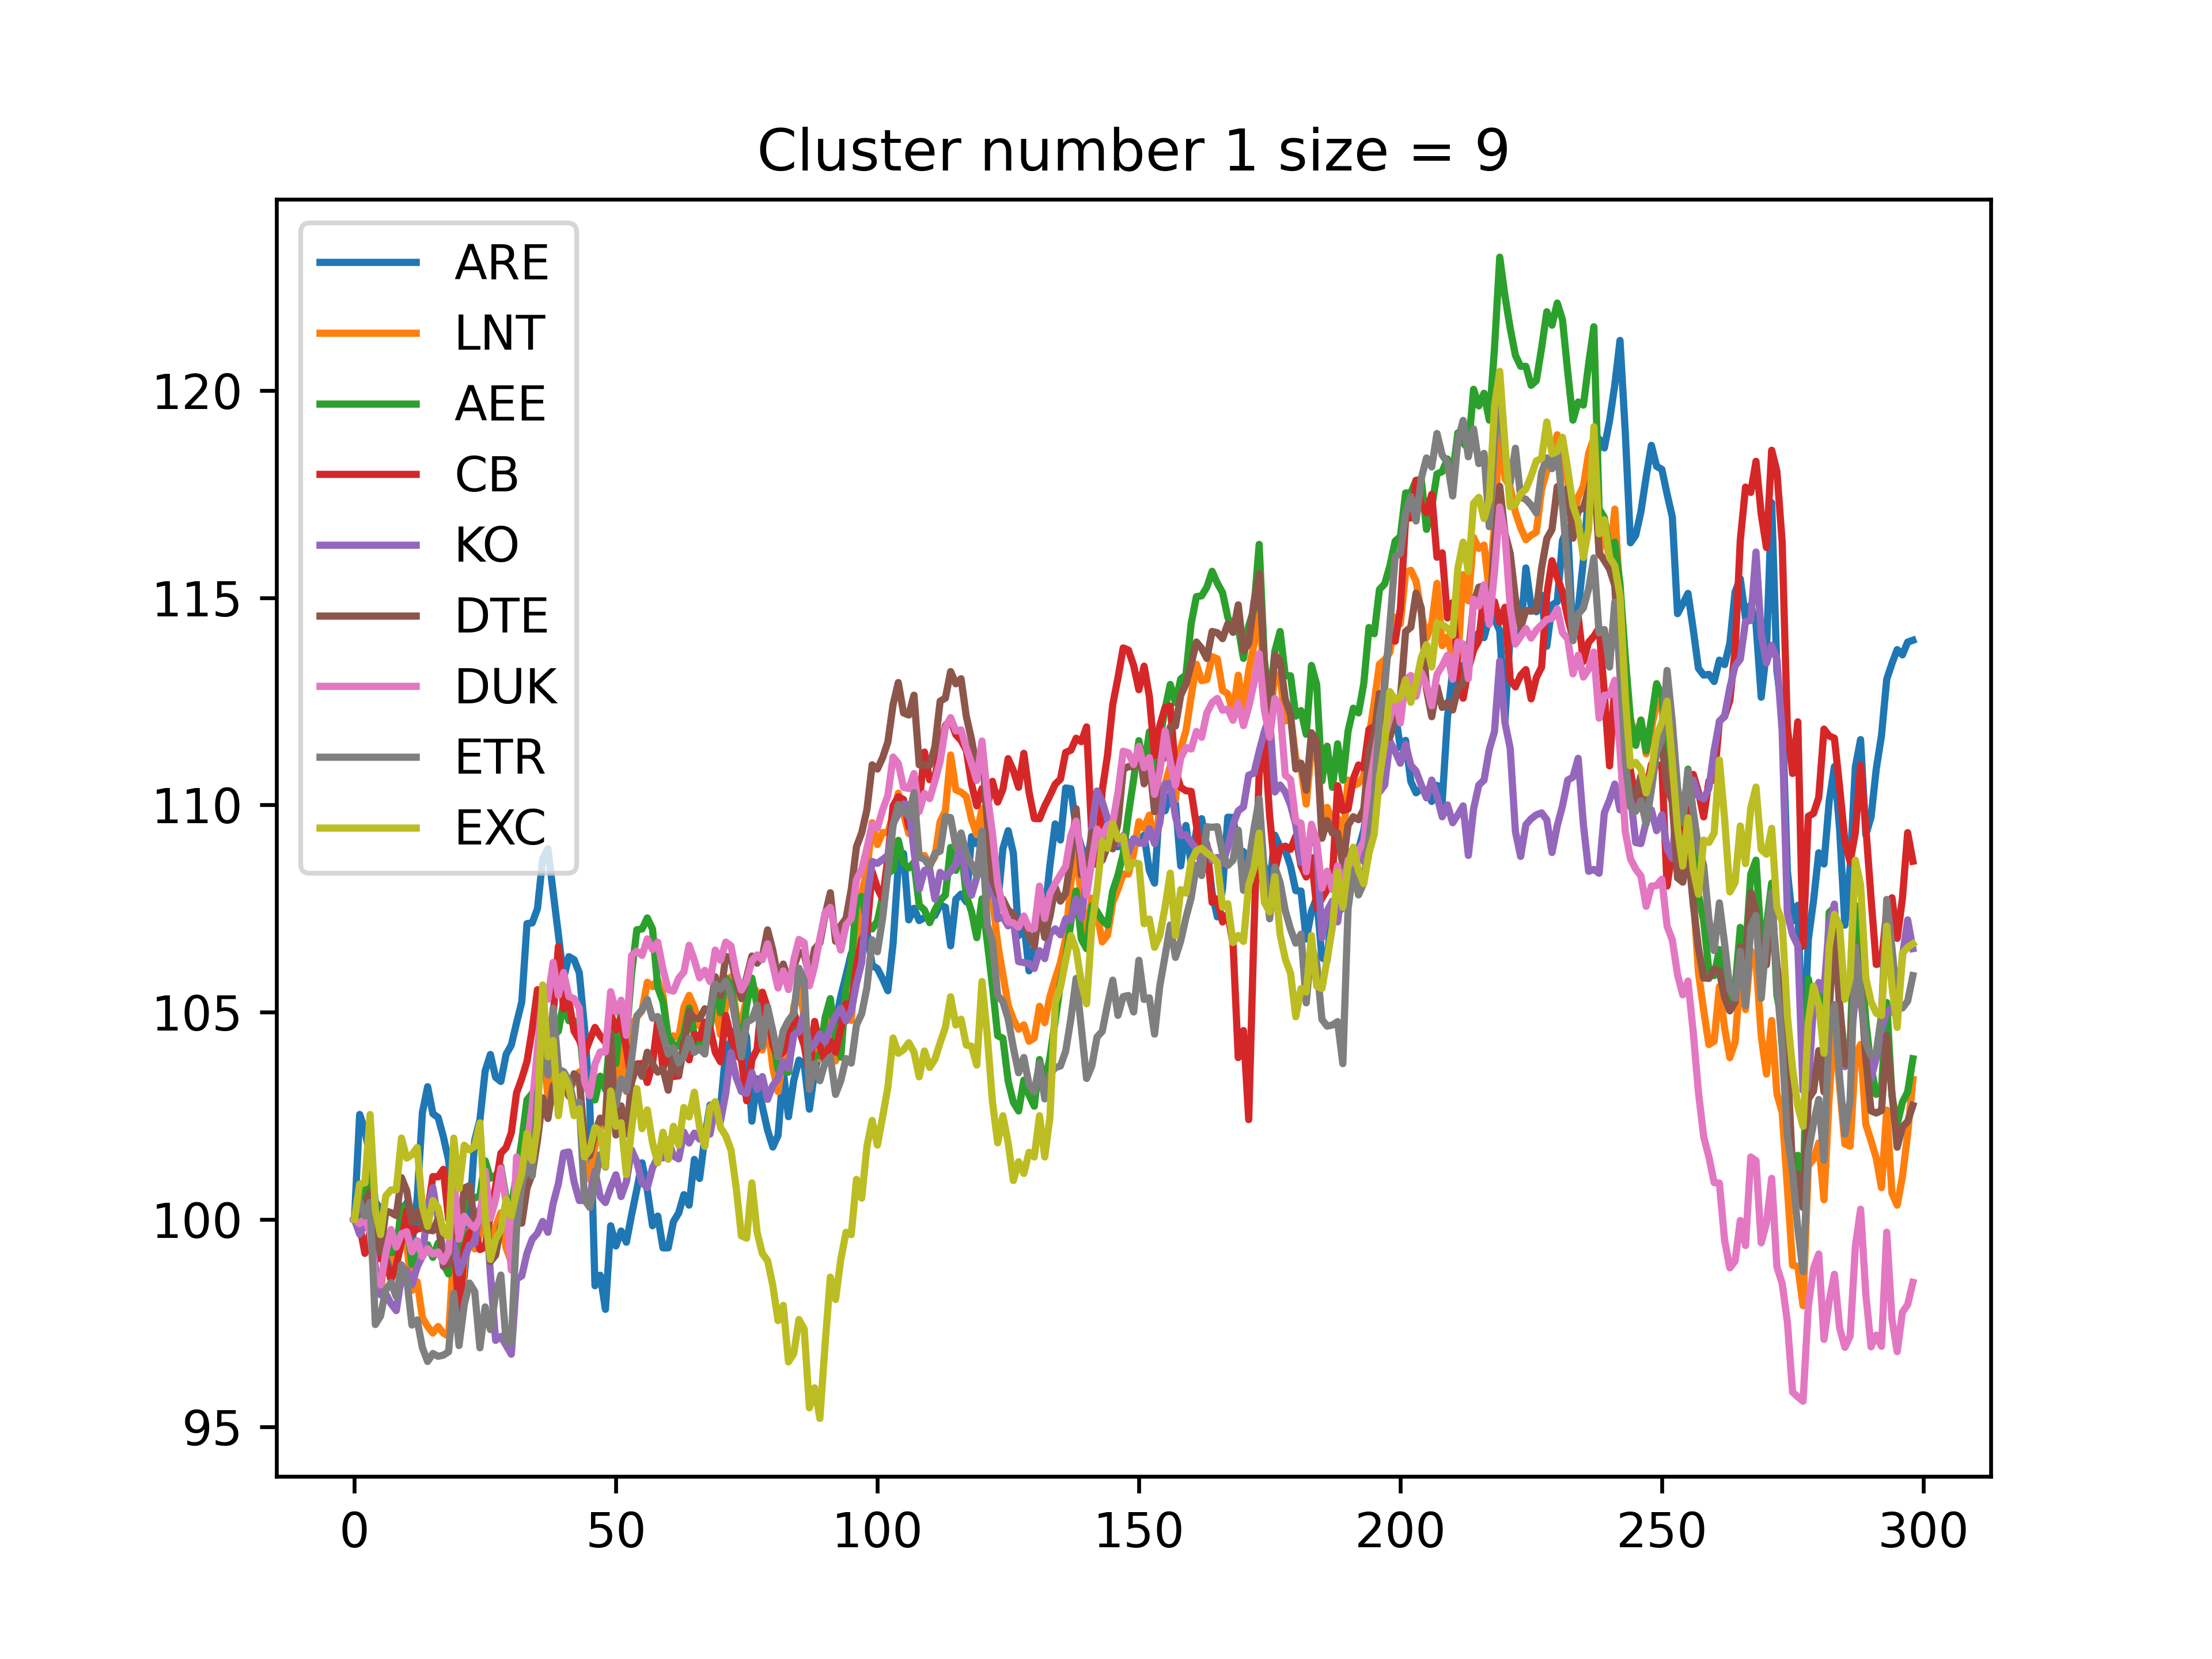 Cluster number 1 size = 9
ARE
LNT
AEE
CB
KO
DTE
DUK
ETR
EXC
120
115
110
105
100
95
0 50 100 150 200 250 300